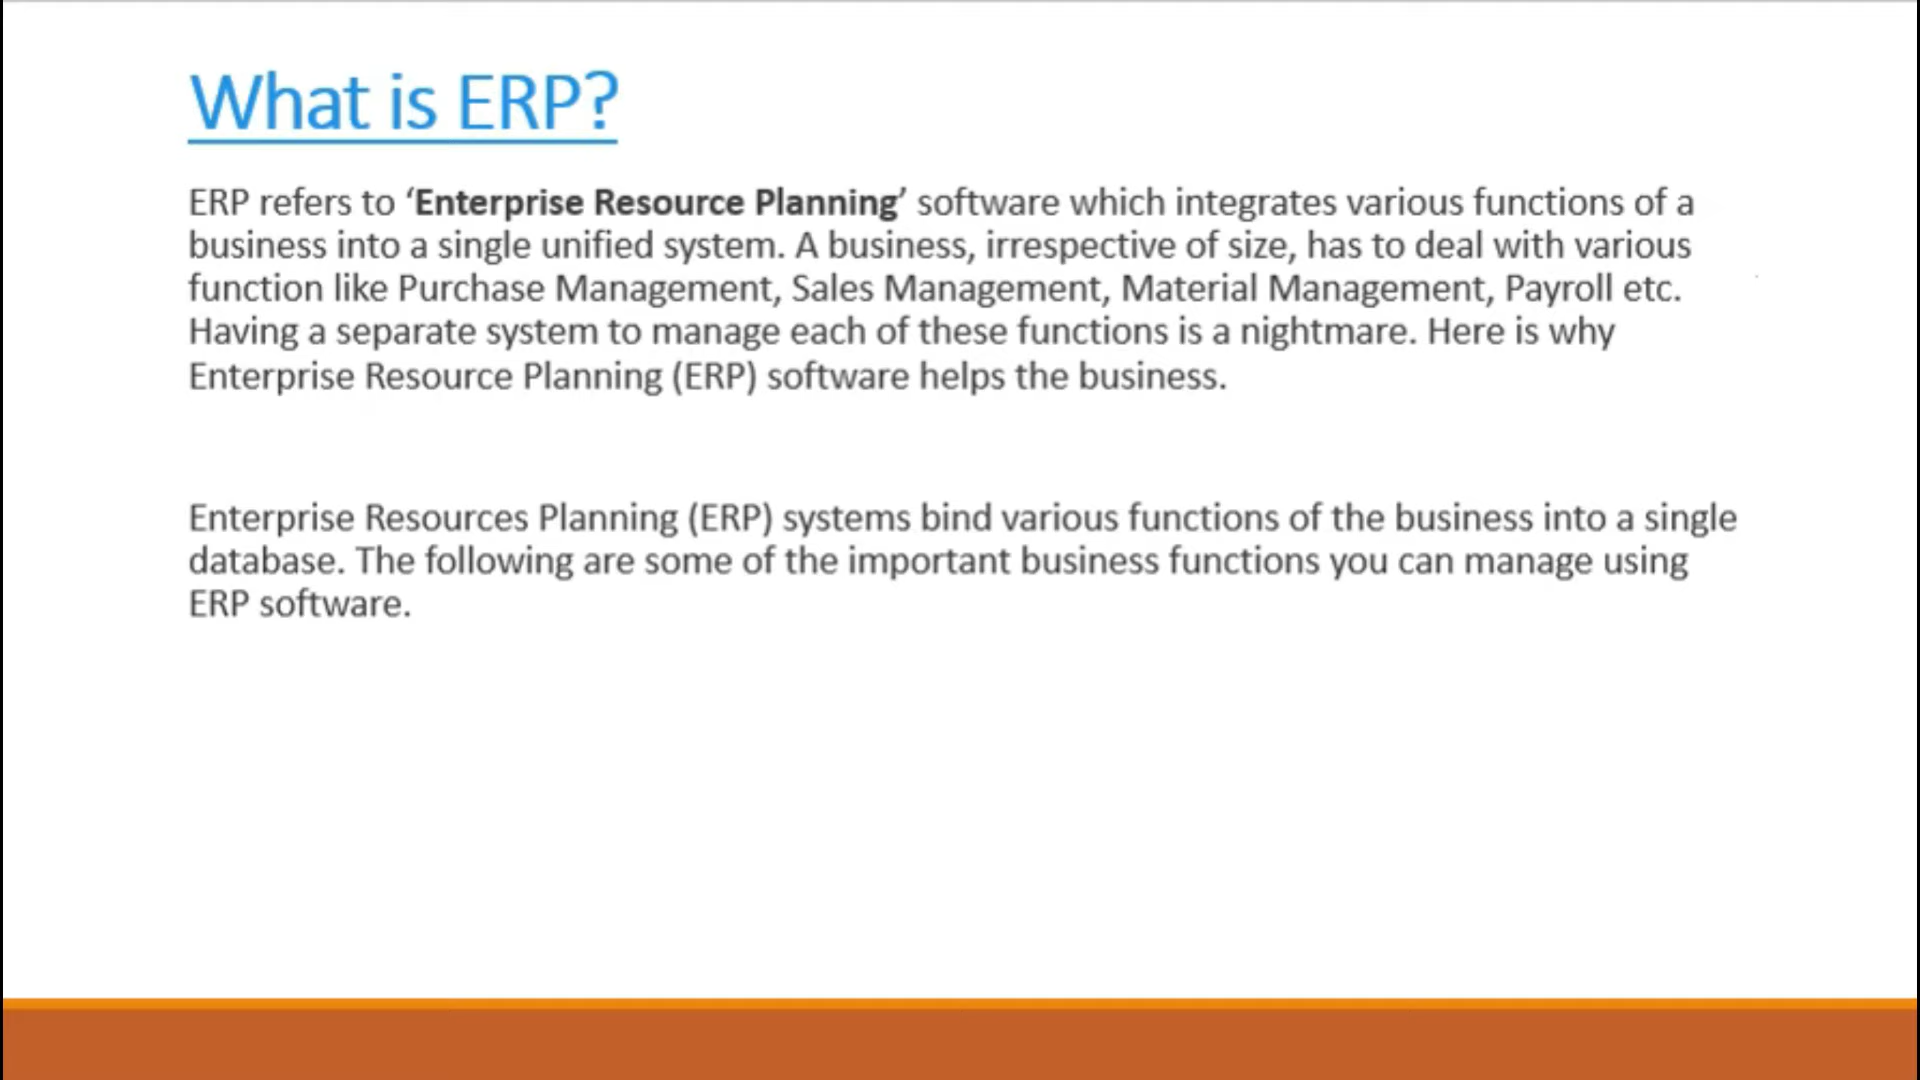 What is ERP?
ERP refers to ‘Enterprise Resource Planning’ software which integrates various functions of a
business into a single unified system. A business, irrespective of size, has to deal with various
function like Purchase Management, Sales Management, Material Management, Payroll etc.
Having a separate system to manage each of these functions is a nightmare. Here is why
Enterprise Resource Planning (ERP) software helps the business.
Enterprise Resources Planning (ERP) systems bind various functions of the business into a single
database. The following are some of the important business functions you can manage using
ERP software.